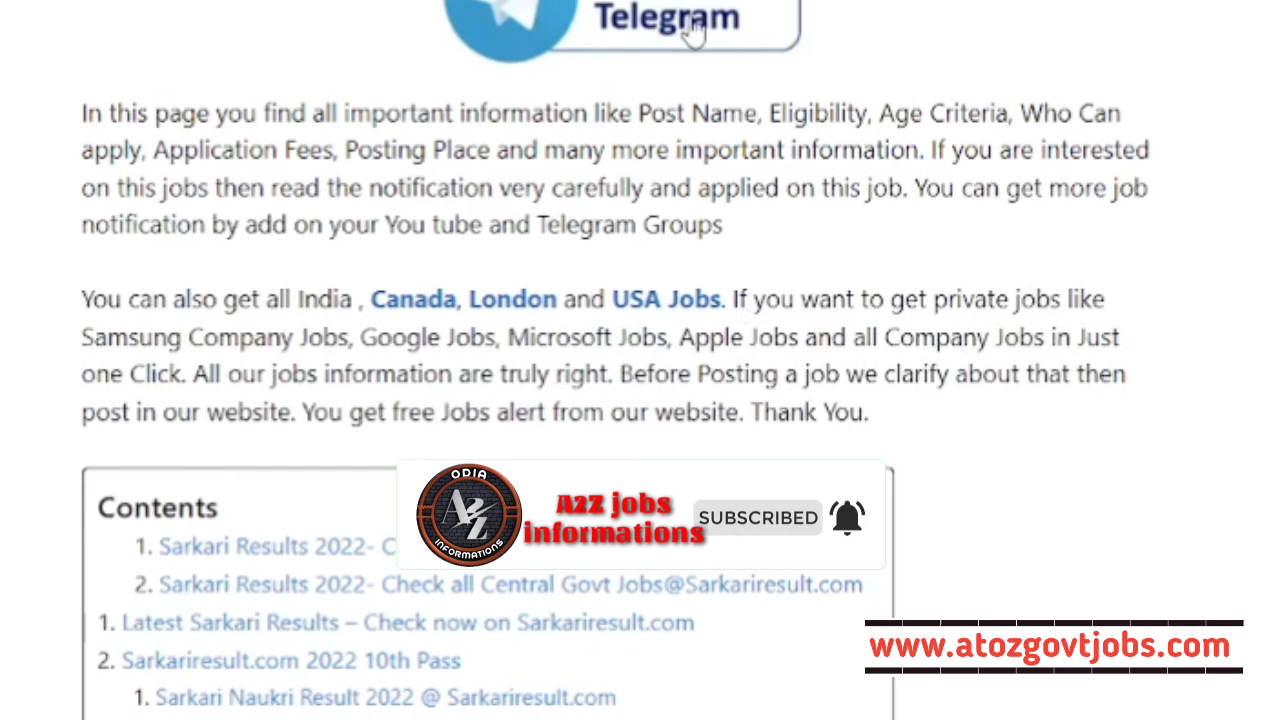 Telegram
In this page you find all important information like Post Name, Eligibility, Age Criteria, Who Can
apply, Application Fees, Posting Place and many more important information. If you are interested
on this jobs then read the notification very carefully and applied on this job. You can get more job
notification by add on your You tube and Telegram Groups
You can also get all India , Canada, London and USA Jobs. If you want to get private jobs like
Samsung Company Jobs, Google Jobs, Microsoft Jobs, Apple Jobs and all Company Jobs in Just
one Click. All our jobs information are truly right. Before Posting a job we clarify about that then
post in our website. You get free Jobs alert from our website. Thank You.
Contents
ODIA
A2Z
INFORMATIONS
A2Z jobs
informations
SUBSCRIBED
1. Sarkari Results 2022- C
2. Sarkari Results 2022- Check all Central Govt Jobs@Sarkariresult.com
1. Latest Sarkari Results – Check now on Sarkariresult.com
2. Sarkariresult.com 2022 10th Pass
1. Sarkari Naukri Result 2022 @ Sarkariresult.com
www.atozgovtjobs.com